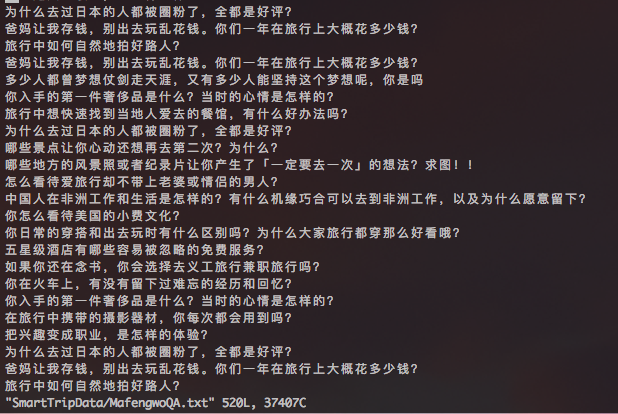 为什么去过日本的人都被圈粉了，全都是好评？
爸妈让我存钱，别出去玩乱花钱。你们一年在旅行上大概花多少钱？
旅行中如何自然地拍好路人？
爸妈让我存钱，别出去玩乱花钱。你们一年在旅行上大概花多少钱？
多少人都曾梦想仗剑走天涯，又有多少人能坚持这个梦想呢，你是吗
你入手的第一件奢侈品是什么？当时的心情是怎样的？
旅行中想快速找到当地人爱去的餐馆，有什么好办法吗？
为什么去过日本的人都被圈粉了，全都是好评？
哪些景点让你心动还想再去第二次？为什么？
哪些地方的风景照或者纪录片让你产生了「一定要去一次」的想法？求图！！
怎么看待爱旅行却不带上老婆或情侣的男人？
中国人在非洲工作和生活是怎样的？有什么机缘巧合可以去到非洲工作，以及为什么愿意留下？
你怎么看待美国的小费文化？
你日常的穿搭和出去玩时有什么区别吗？为什么大家旅行都穿那么好看哦？
五星级酒店有哪些容易被忽略的免费服务？
如果你还在念书，你会选择去义工旅行兼职旅行吗？
你在火车上，有没有留下过难忘的经历和回忆？
你入手的第一件奢侈品是什么？当时的心情是怎样的？
在旅行中携带的摄影器材，你每次都会用到吗？
把兴趣变成职业，是怎样的体验？
为什么去过日本的人都被圈粉了，全都是好评？
爸妈让我存钱，别出去玩乱花钱。你们一年在旅行上大概花多少钱？
旅行中如何自然地拍好路人？
"SmartTripData/MafengwoQA.txt" 520L, 37407C